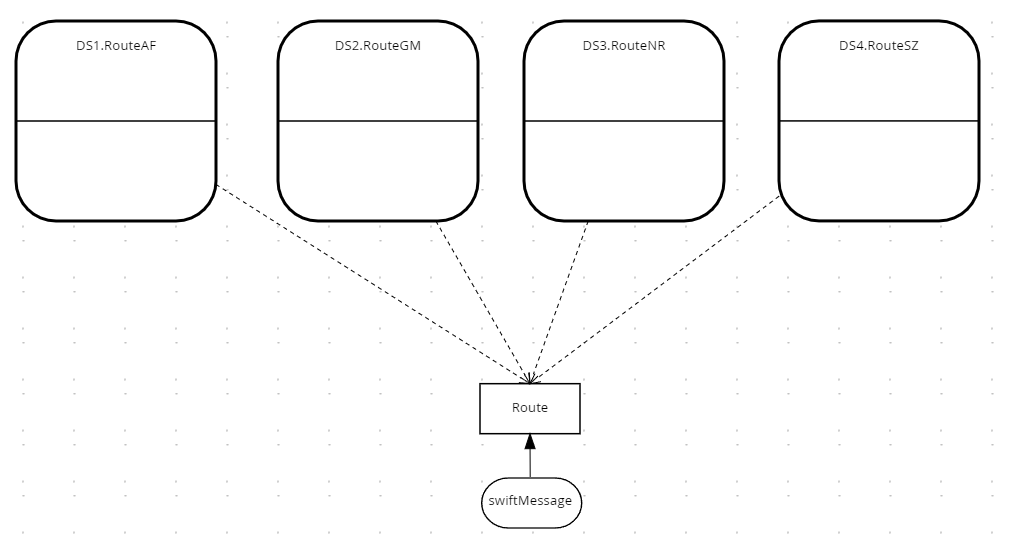 DS1.RouteAF
DS2.RouteGM
DS3.RouteNR
DS4.RouteSZ
Route
swiftMessage